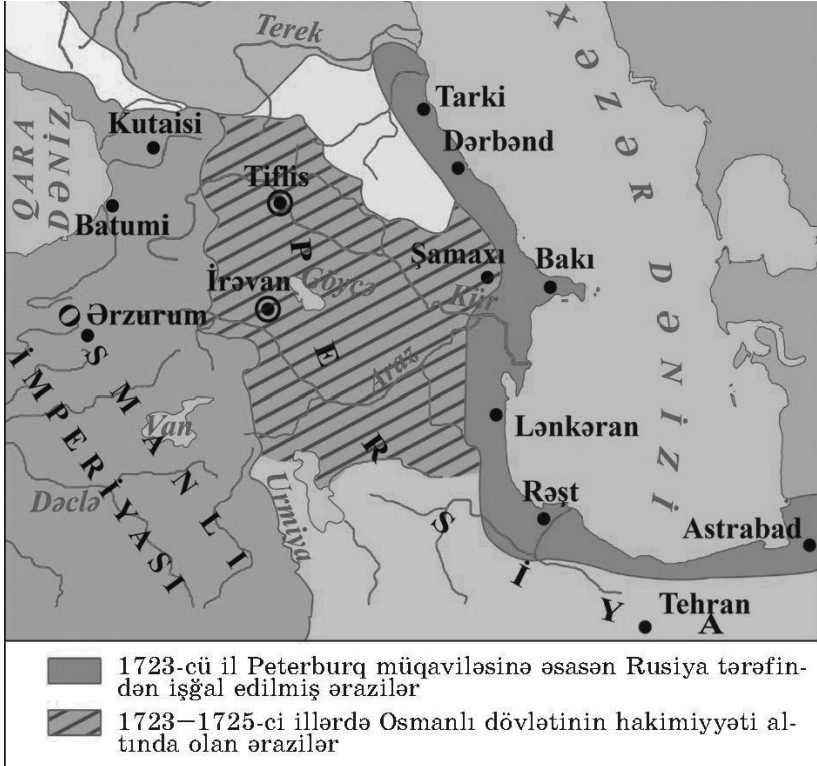 Terek
Tarki
Dərbənd
XƏZƏR DƏNİZİ
QARA
DƏNİZİ
Kutaisi
Tiflis
Batumi
Şamaxı
Bakı
İrəvan
Göyçə
Kür
Ərzurum
Araz
PERSİYA
OSMANLI
İMPERİYASI
Van
Lənkəran
Dəclə
Urmiya
Rəşt
Astrabad
Tehran
1723-cü il Peterburq müqaviləsinə əsasən Rusiya tərəfin-
dən işğal edilmiş ərazilər
1723—1725-ci illərdə Osmanlı dövlətinin hakimiyyəti al-
tında olan ərazilər